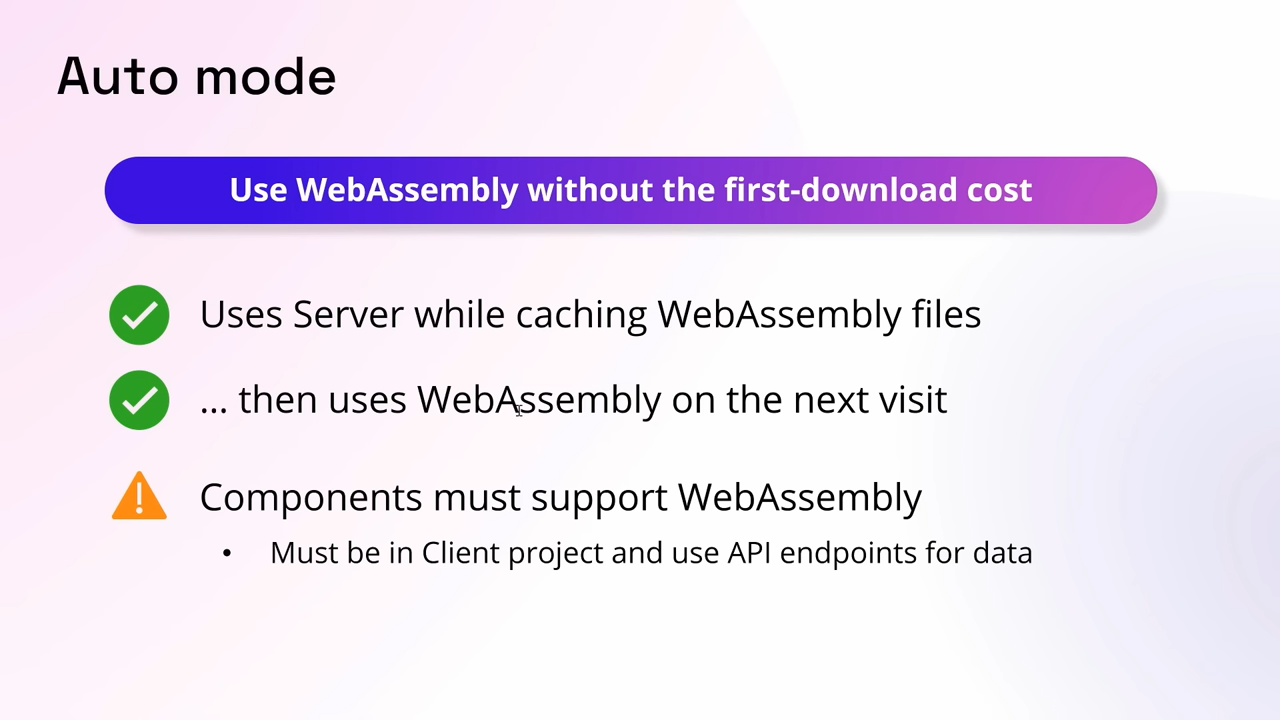 Auto mode
Use WebAssembly without the first-download cost
Uses Server while caching WebAssembly files
... then uses WebAssembly on the next visit
Components must support WebAssembly
• Must be in Client project and use API endpoints for data